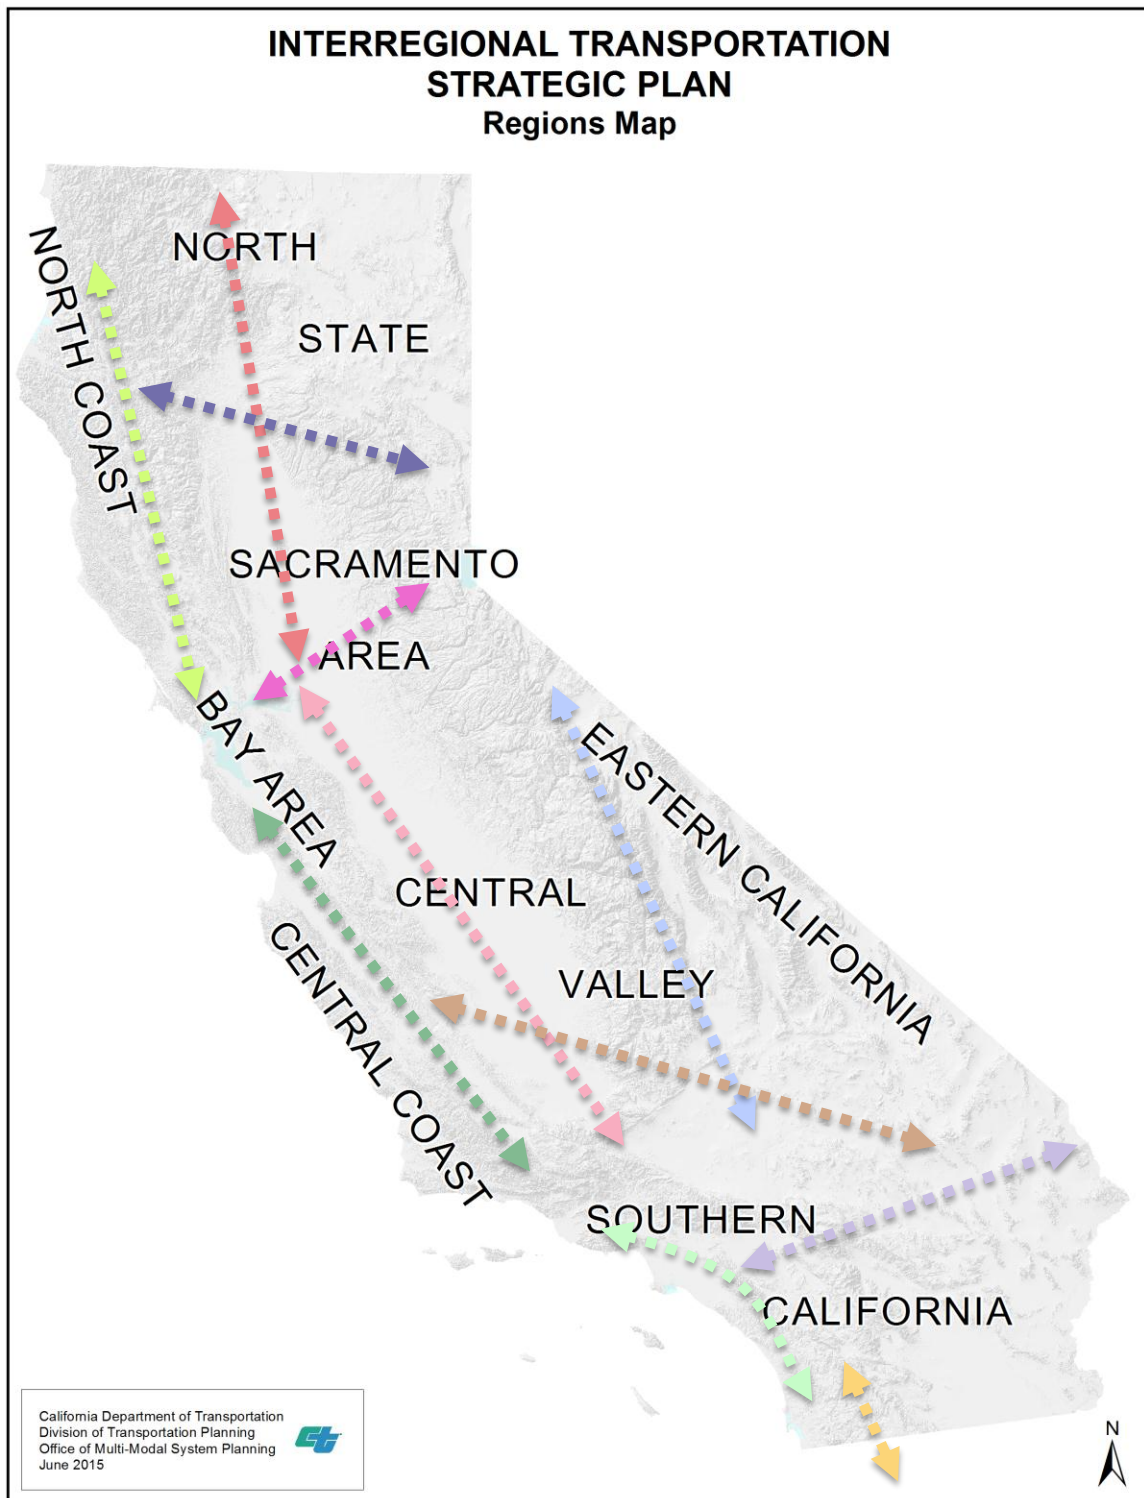 INTERREGIONAL TRANSPORTATION
STRATEGIC PLAN
Regions Map
NORTH
STATE
NORTH COAST
SACRAMENTO
AREA
BAY AREA
EASTERN CALIFORNIA
CENTRAL
VALLEY
CENTRAL COAST
SOUTHERN
CALIFORNIA
California Department of Transportation
Division of Transportation Planning
Office of Multi-Modal System Planning
June 2015
ct
N